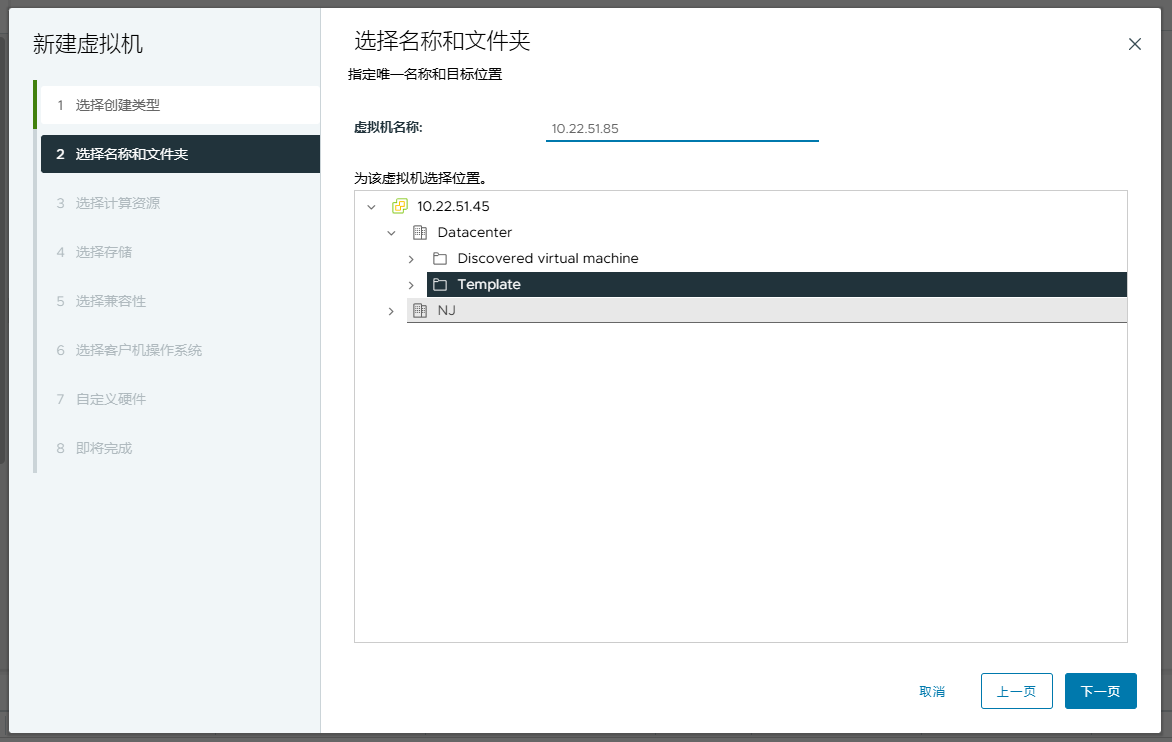 新建虚拟机
1 选择创建类型
2 选择名称和文件夹
3 选择计算资源
4 选择存储
5 选择兼容性
6 选择客户机操作系统
7 自定义硬件
8 即将完成
选择名称和文件夹
指定唯一名称和目标位置
虚拟机名称: 10.22.51.85
为该虚拟机选择位置。
10.22.51.45
Datacenter
Discovered virtual machine
Template
NJ
取消 上一页 下一页